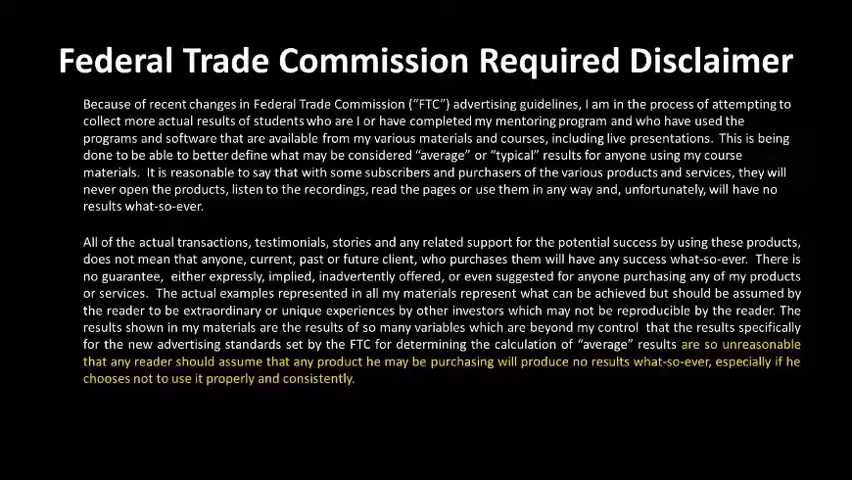 Federal Trade Commission Required Disclaimer
Because of recent changes in Federal Trade Commission (“FTC”) advertising guidelines, I am in the process of attempting to
collect more actual results of students who are I or have completed my mentoring program and who have used the
programs and software that are available from my various materials and courses, including live presentations.  This is being
done to be able to better define what may be considered “average” or “typical” results for anyone using my course
materials.  It is reasonable to say that with some subscribers and purchasers of the various products and services, they will
never open the products, listen to the recordings, read the pages or use them in any way and, unfortunately, will have no
results what-so-ever.
All of the actual transactions, testimonials, stories and any related support for the potential success by using these products,
does not mean that anyone, current, past or future client, who purchases them will have any success what-so-ever.  There is
no guarantee,  either expressly, implied, inadvertently offered, or even suggested for anyone purchasing any of my products
or services.  The actual examples represented in all my materials represent what can be achieved but should be assumed by
the reader to be extraordinary or unique experiences by other investors which may not be reproducible by the reader. The
results shown in my materials are the results of so many variables which are beyond my control  that the results specifically
for the new advertising standards set by the FTC for determining the calculation of “average” results are so unreasonable
that any reader should assume that any product he may be purchasing will produce no results what-so-ever, especially if he
chooses not to use it properly and consistently.